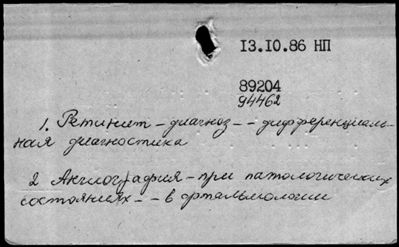 13.10.86 НП
89204
94462
1. Ретинит - диагноз - - дифференциаль-
ная диагностика
2 Ангиография - при патологических
состояниях - - в офтальмологии